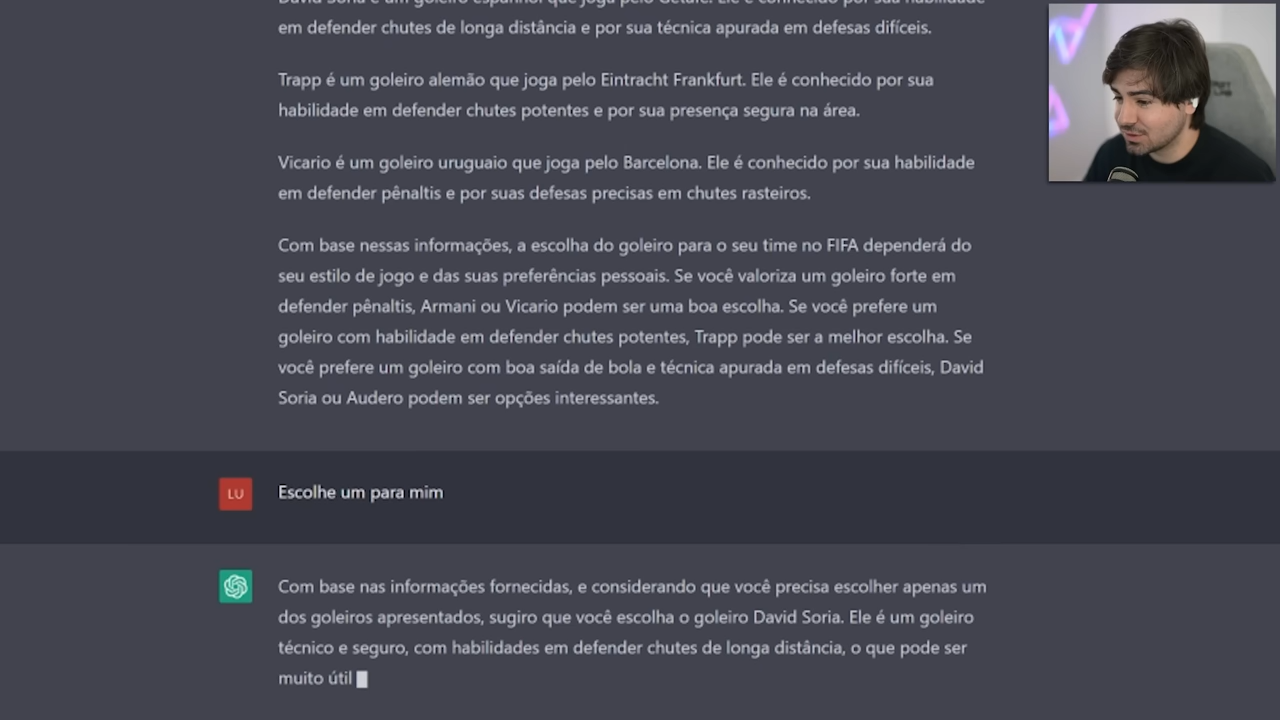 David Soria é um goleiro espanhol que joga pelo Getafe. Ele é conhecido por sua habilidade
em defender chutes de longa distância e por sua técnica apurada em defesas difíceis.
Trapp é um goleiro alemão que joga pelo Eintracht Frankfurt. Ele é conhecido por sua
habilidade em defender chutes potentes e por sua presença segura na área.
Vicario é um goleiro uruguaio que joga pelo Barcelona. Ele é conhecido por sua habilidade
em defender pênaltis e por suas defesas precisas em chutes rasteiros.
Com base nessas informações, a escolha do goleiro para o seu time no FIFA dependerá do
seu estilo de jogo e das suas preferências pessoais. Se você valoriza um goleiro forte em
defender pênaltis, Armani ou Vicario podem ser uma boa escolha. Se você prefere um
goleiro com habilidade em defender chutes potentes, Trapp pode ser a melhor escolha. Se
você prefere um goleiro com boa saída de bola e técnica apurada em defesas difíceis, David
Soria ou Audero podem ser opções interessantes.
LU
Escolhe um para mim
Com base nas informações fornecidas, e considerando que você precisa escolher apenas um
dos goleiros apresentados, sugiro que você escolha o goleiro David Soria. Ele é um goleiro
técnico e seguro, com habilidades em defender chutes de longa distância, o que pode ser
muito útil